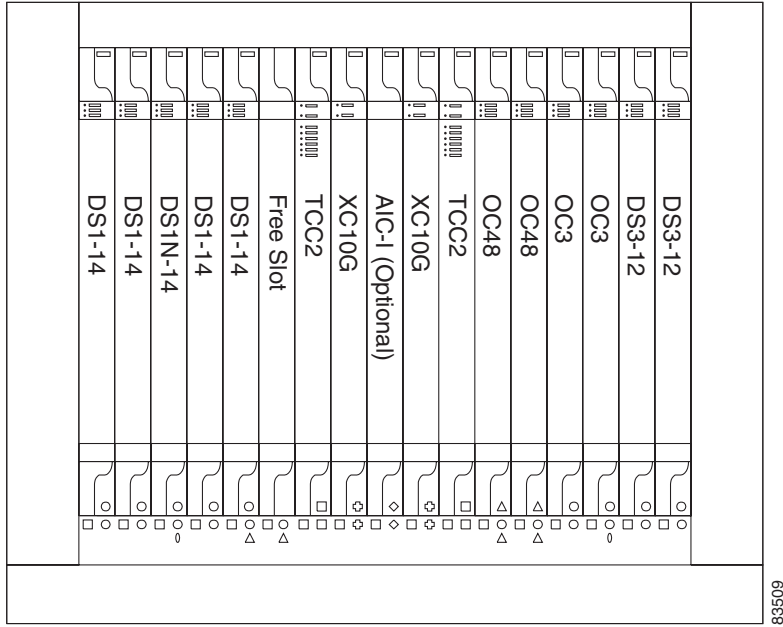 DS1-14
DS1-14
DS1N-14
DS1-14
DS1-14
Free Slot
TCC2
XC10G
AIC-I (Optional)
XC10G
TCC2
OC48
OC48
OC3
OC3
DS3-12
DS3-12
83509